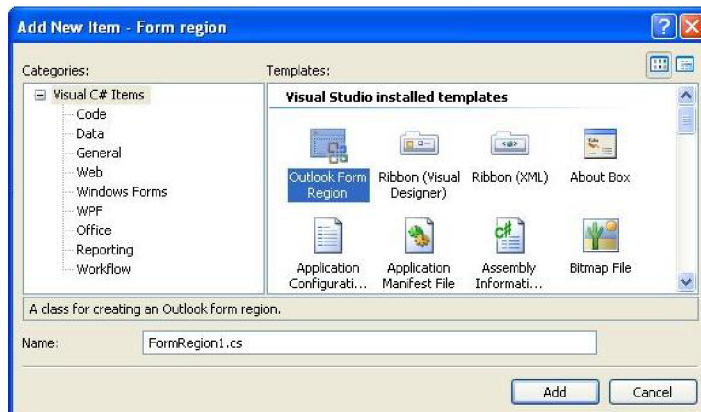 Add New Item - Form region
Categories:
Templates:
Visual C# Items
Code
Data
General
Web
Windows Forms
WPF
Office
Reporting
Workflow
Visual Studio installed templates
Outlook Form
Region
Ribbon (Visual
Designer)
Ribbon (XML)
About Box
Application
Configurati...
Application
Manifest File
Assembly
Informati...
Bitmap File
A class for creating an Outlook form region.
Name:
FormRegion1.cs
Add
Cancel